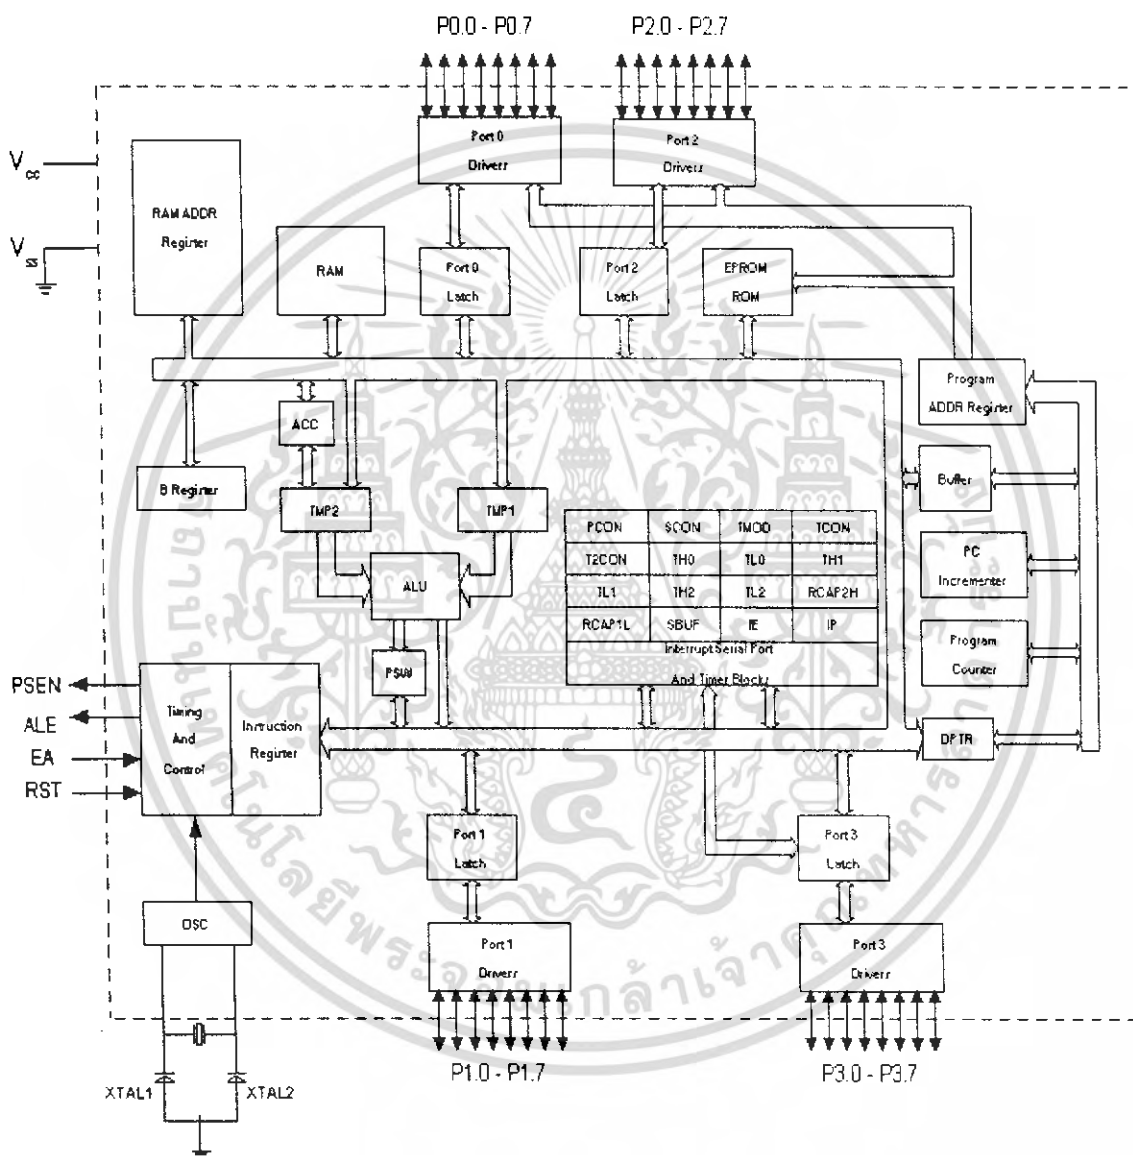 P0.0 - P0.7
P2.0 - P2.7
Port 0
Drivers
Port 2
Drivers
Vcc
Vss
RAM ADDR
Register
RAM
Port 0
Latch
Port 2
Latch
EPROM
ROM
Program
ADDR Register
ACC
B Register
TMP2
TMP1
Buffer
ALU
PCON SCON TMOD TCON
T2CON TH0 TL0 TH1
TL1 TH2 TL2 RCAP2H
RCAP1L SBUF IE IP
Interrupt Serial Port
And Timer Blocks
PC
Incrementer
Program
Counter
PSW
PSEN
ALE
EA
RST
Timing
And
Control
Instruction
Register
DPTR
Port 1
Latch
Port 3
Latch
OSC
Port 1
Drivers
Port 3
Drivers
P1.0 - P1.7
P3.0 - P3.7
XTAL1
XTAL2